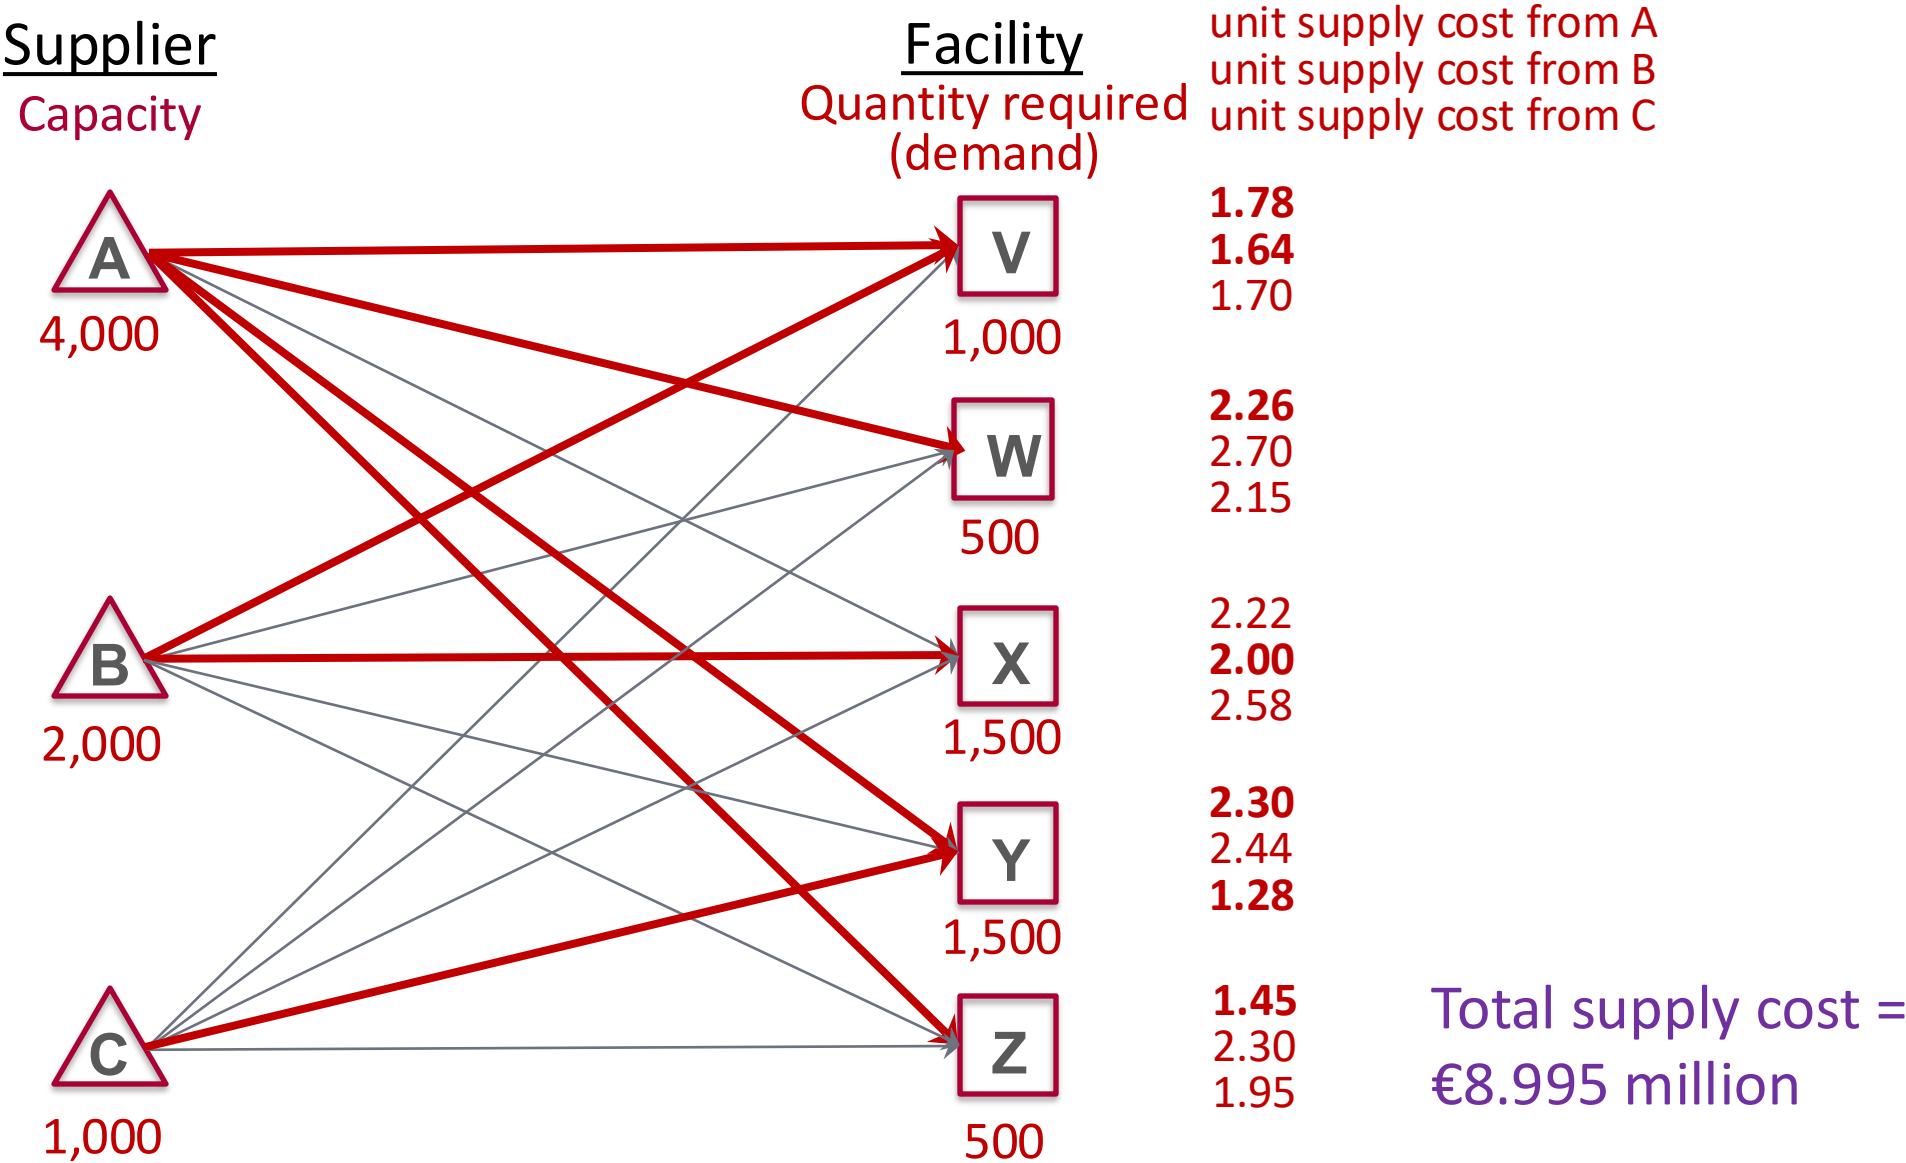 Supplier
Capacity
Facility
Quantity required
(demand)
unit supply cost from A
unit supply cost from B
unit supply cost from C
A
4,000
V
1,000
1.78
1.64
1.70
W
500
2.26
2.70
2.15
B
2,000
X
1,500
2.22
2.00
2.58
Y
1,500
2.30
2.44
1.28
C
1,000
Z
500
1.45
2.30
1.95
Total supply cost =
€8.995 million